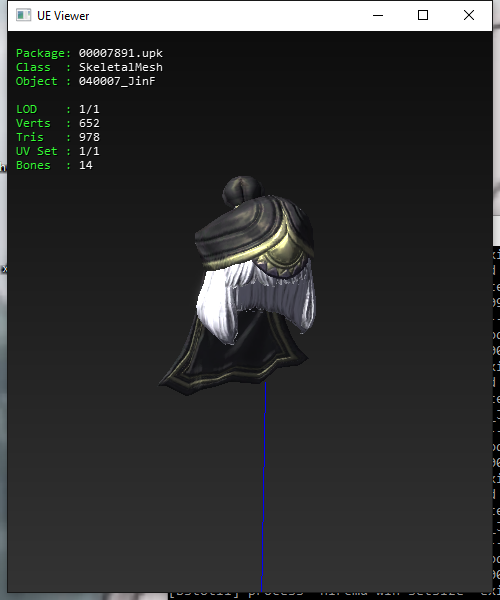 UE Viewer
Package: 00007891.upk
Class : SkeletalMesh
Object : 040007_JinF
LOD : 1/1
Verts : 652
Tris : 978
UV Set : 1/1
Bones : 14